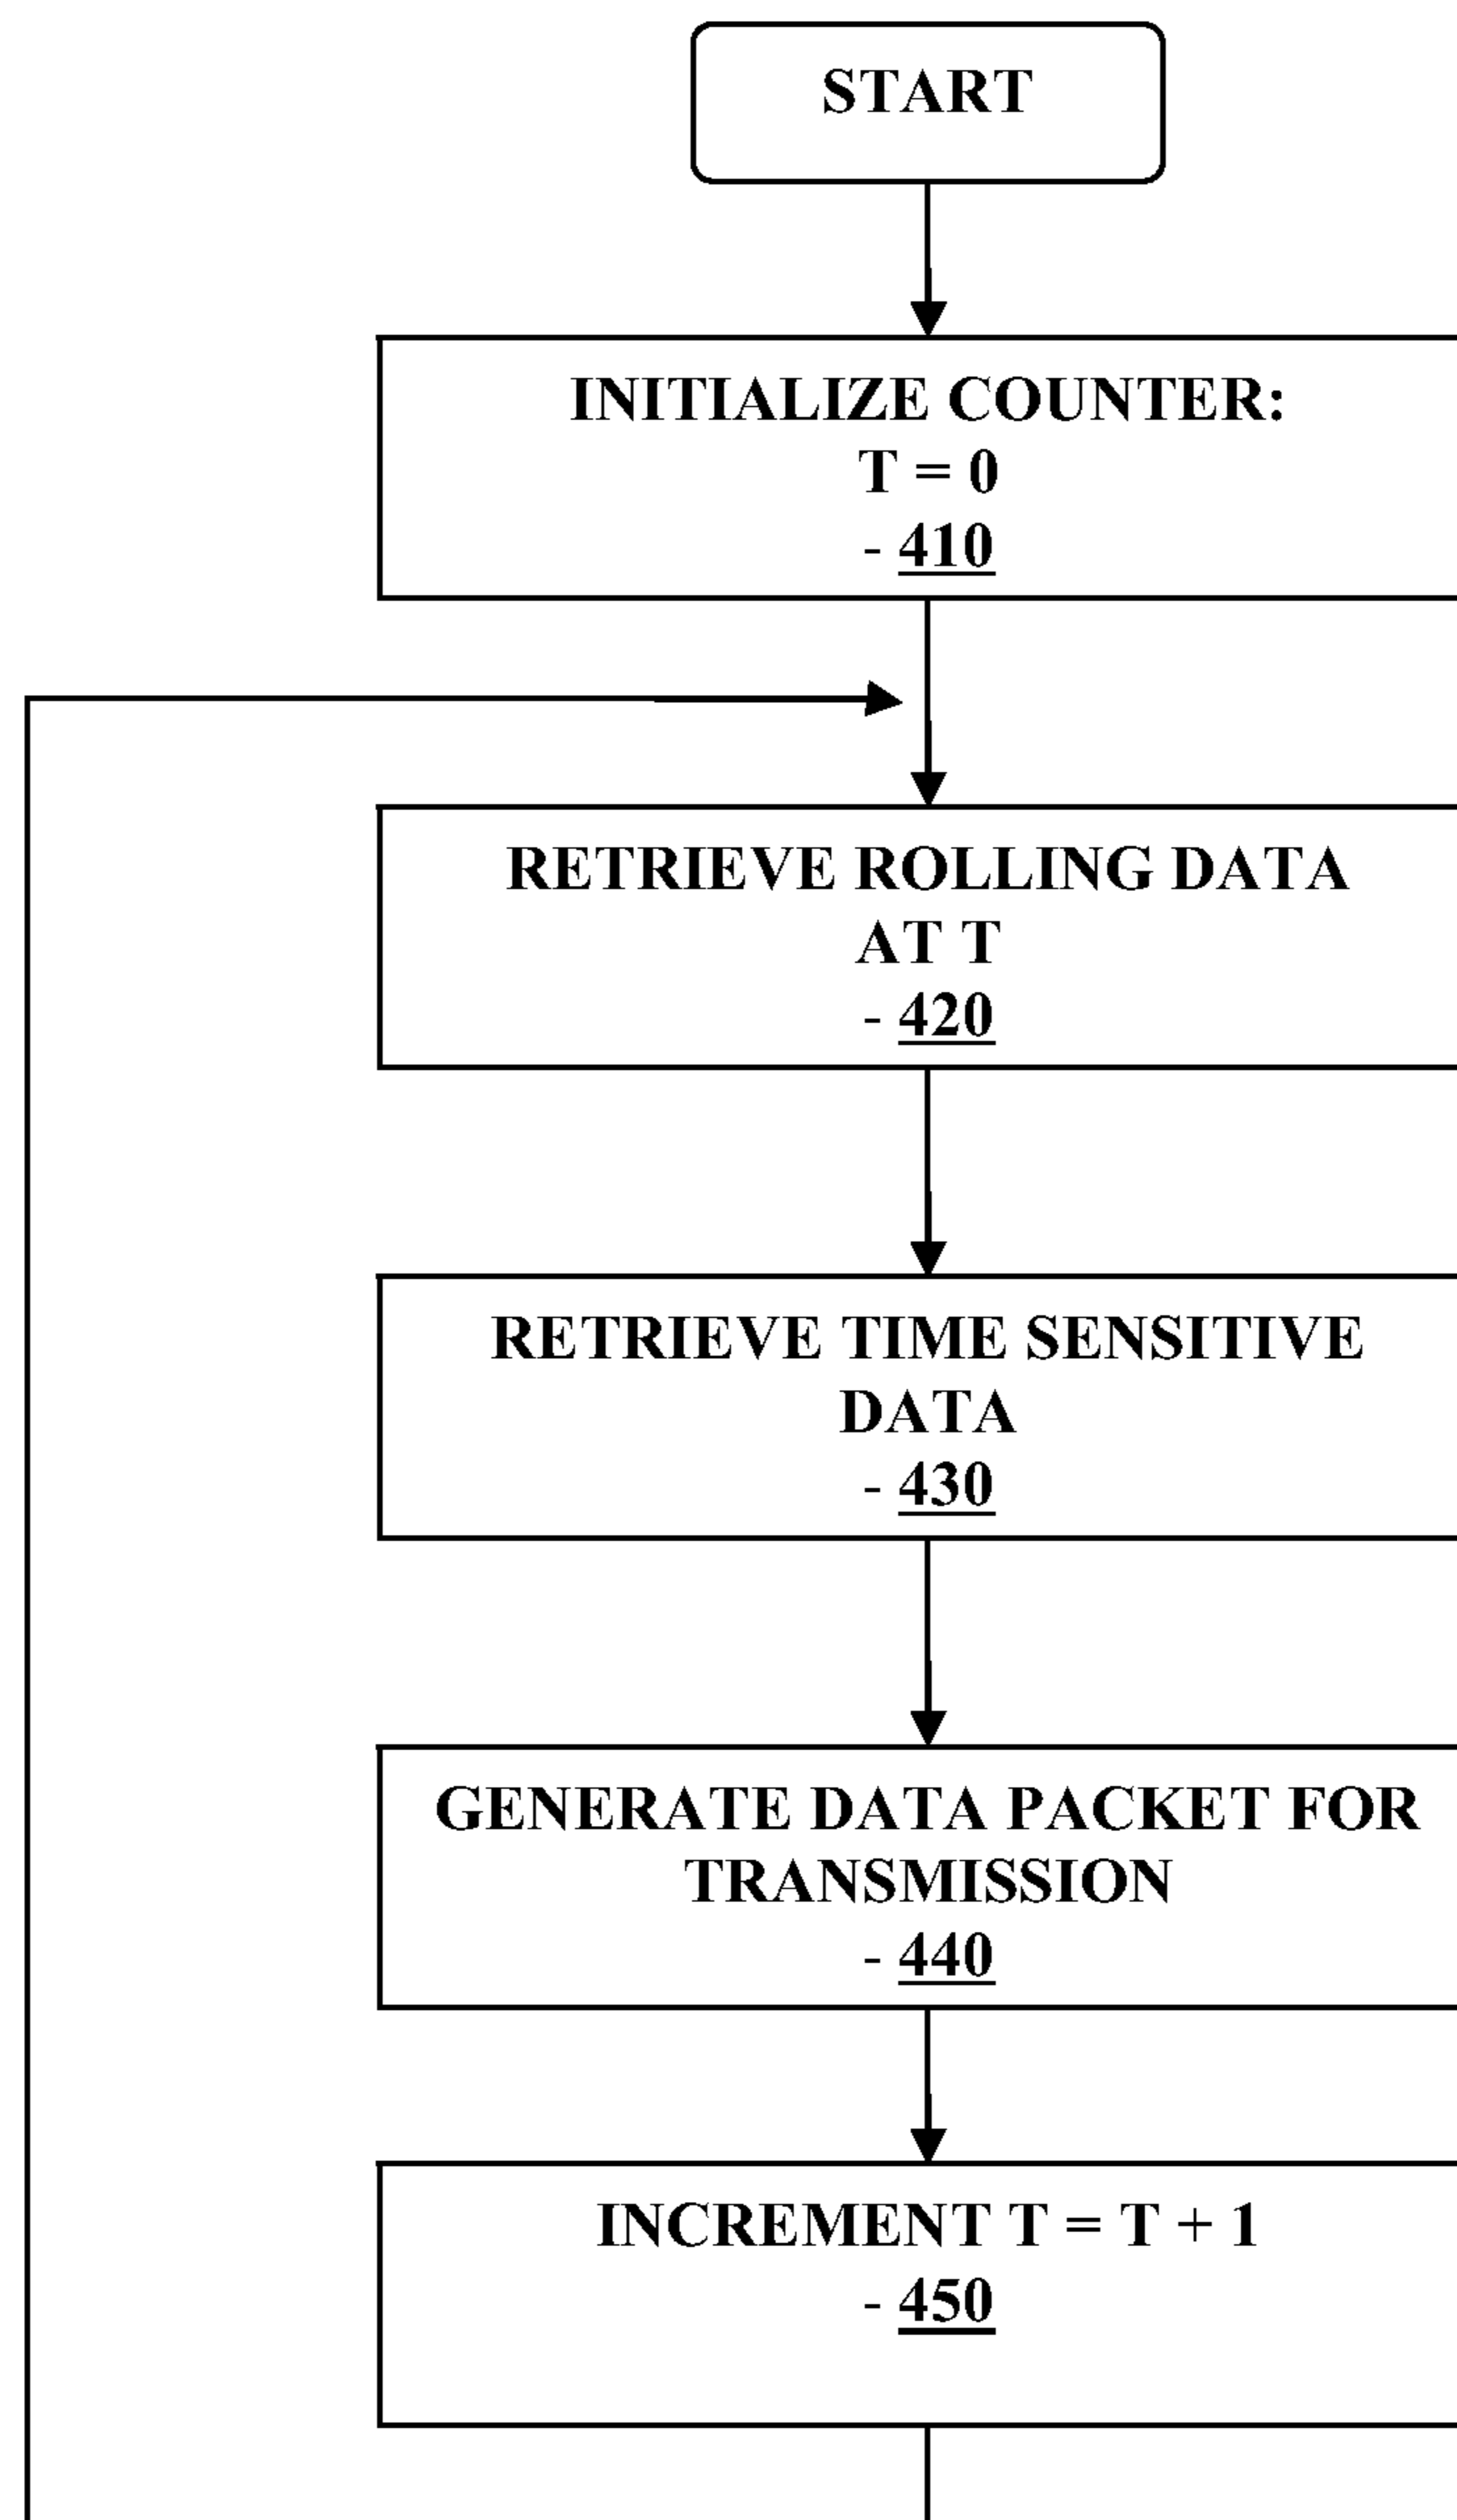 START
INITIALIZE COUNTER:
T = 0
- 410
RETRIEVE ROLLING DATA
AT T
- 420
RETRIEVE TIME SENSITIVE
DATA
- 430
GENERATE DATA PACKET FOR
TRANSMISSION
- 440
INCREMENT T = T + 1
- 450